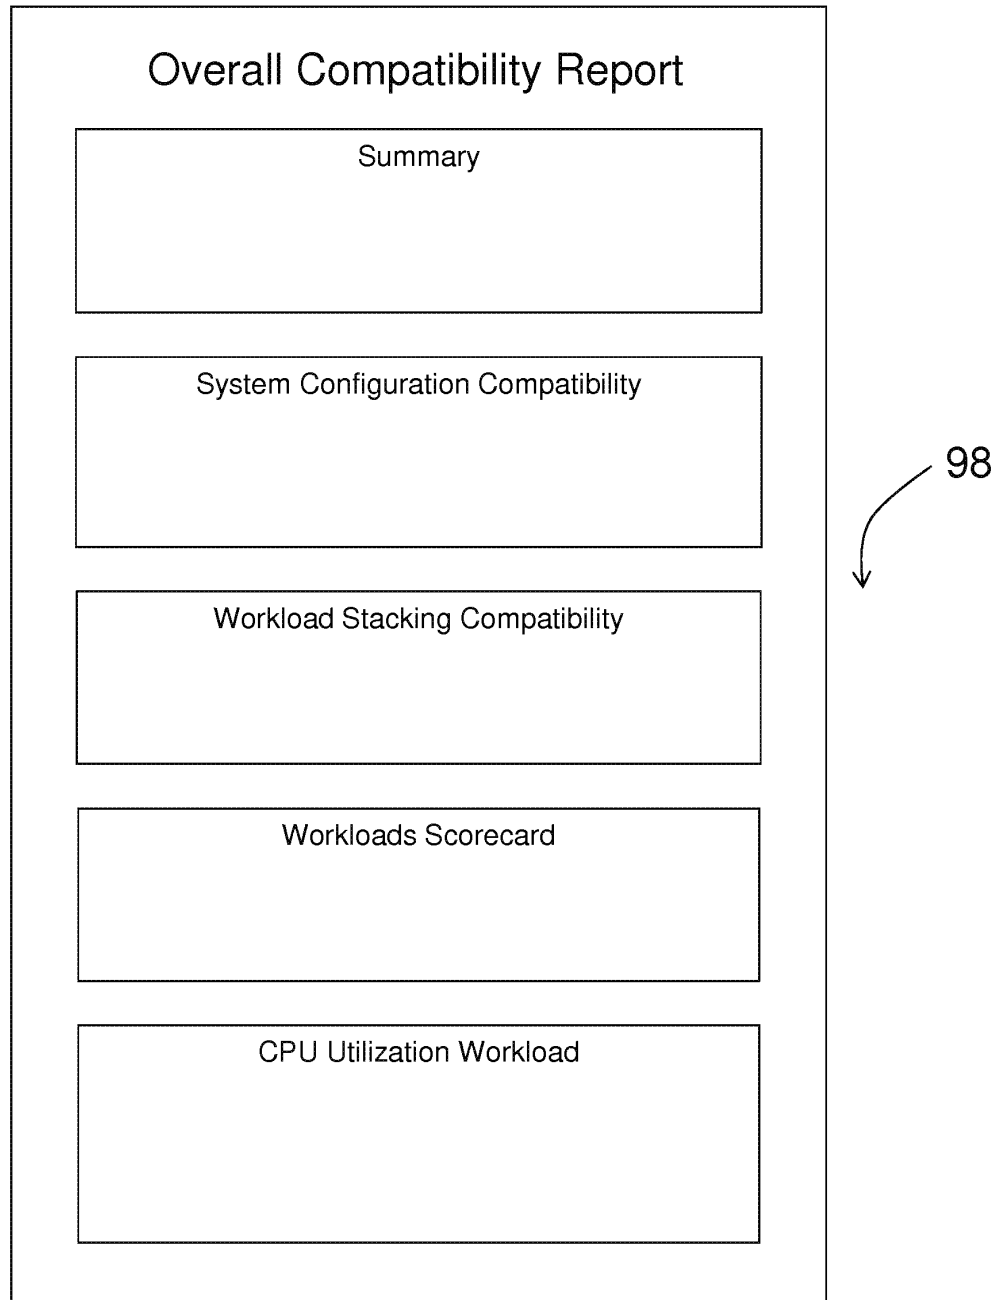 Overall Compatibility Report
Summary
System Configuration Compatibility
98
Workload Stacking Compatibility
Workloads Scorecard
CPU Utilization Workload